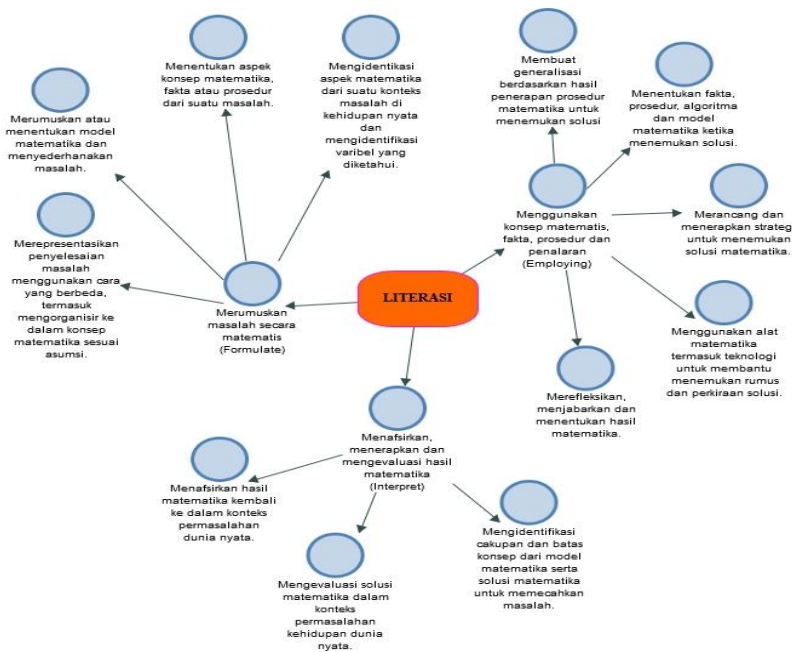 Menentukan aspek
konsep matematika,
fakta atau prosedur
dari suatu masalah.
Mengidentikasi
aspek matematika
dari suatu konteks
masalah di
kehidupan nyata
dan
mengidentifikasi
varibel yang
diketahui.
Merumuskan atau
menentukan model
matematika dan
menyederhanakan
masalah.
Merepresentasikan
penyelesaian
masalah
menggunakan cara
yang berbeda,
termasuk
mengorganisir ke
dalam konsep
matematika sesuai
asumsi.
Merumuskan
masalah secara
matematis
(Formulate)
LITERASI
Membuat
generalisasi
berdasarkan hasil
penerapan prosedur
matematika untuk
menemukan solusi
Menentukan fakta,
prosedur, algoritma
dan model
matematika ketika
menemukan solusi.
Menggunakan
konsep matematis,
fakta, prosedur dan
penalaran
(Employing)
Merancang dan
menerapkan strateg
untuk menemukan
solusi matematika.
Menggunakan alat
matematika
termasuk teknologi
untuk membantu
menemukan rumus
dan perkiraan solusi.
Merefleksikan,
menjabarkan dan
menentukan hasil
matematika.
Menafsirkan,
menerapkan dan
mengevaluasi hasil
matematika
(Interpret)
Menafsirkan hasil
matematika kembali
ke dalam konteks
permasalahan
dunia nyata.
Mengevaluasi solusi
matematika dalam
konteks
permasalahan
kehidupan dunia
nyata.
Mengidentifikasi
cakupan dan batas
konsep dari model
matematika serta
solusi matematika
untuk memecahkan
masalah.